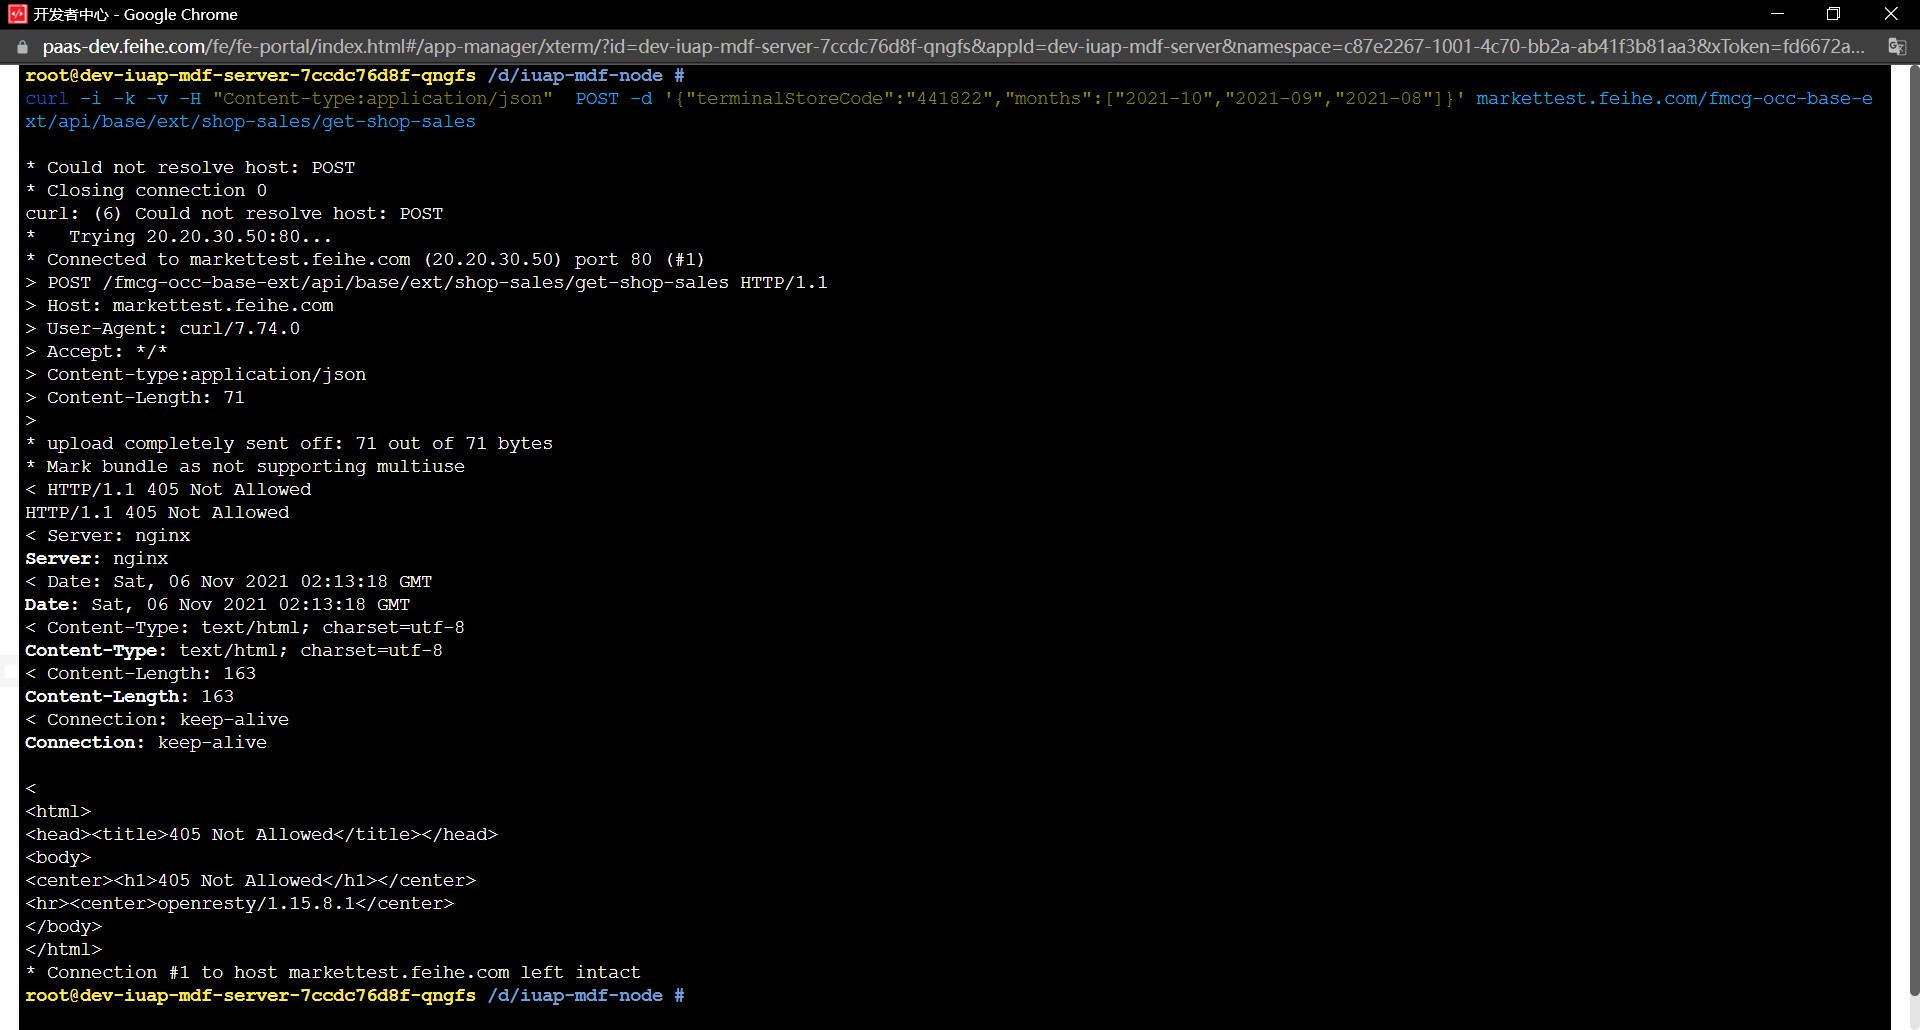 开发者中心 - Google Chrome
paas-dev.feihe.com/fe/fe-portal/index.html#/app-manager/xterm/?id=dev-iuap-mdf-server-7ccdc76d8f-qngfs&appId=dev-iuap-mdf-server&namespace=c87e2267-1001-4c70-bb2a-ab41f3b81aa3&xToken=fd6672a...
root@dev-iuap-mdf-server-7ccdc76d8f-qngfs /d/iuap-mdf-node #
curl -i -k -v -H "Content-type:application/json"  POST -d '{"terminalStoreCode":"441822","months":["2021-10","2021-09","2021-08"]}' markettest.feihe.com/fmcg-occ-base-e
xt/api/base/ext/shop-sales/get-shop-sales
* Could not resolve host: POST
* Closing connection 0
curl: (6) Could not resolve host: POST
*   Trying 20.20.30.50:80...
* Connected to markettest.feihe.com (20.20.30.50) port 80 (#1)
> POST /fmcg-occ-base-ext/api/base/ext/shop-sales/get-shop-sales HTTP/1.1
> Host: markettest.feihe.com
> User-Agent: curl/7.74.0
> Accept: */*
> Content-type:application/json
> Content-Length: 71
>
* upload completely sent off: 71 out of 71 bytes
* Mark bundle as not supporting multiuse
< HTTP/1.1 405 Not Allowed
HTTP/1.1 405 Not Allowed
< Server: nginx
Server: nginx
< Date: Sat, 06 Nov 2021 02:13:18 GMT
Date: Sat, 06 Nov 2021 02:13:18 GMT
< Content-Type: text/html; charset=utf-8
Content-Type: text/html; charset=utf-8
< Content-Length: 163
Content-Length: 163
< Connection: keep-alive
Connection: keep-alive
<
<html>
<head><title>405 Not Allowed</title></head>
<body>
<center><h1>405 Not Allowed</h1></center>
<hr><center>openresty/1.15.8.1</center>
</body>
</html>
* Connection #1 to host markettest.feihe.com left intact
root@dev-iuap-mdf-server-7ccdc76d8f-qngfs /d/iuap-mdf-node #